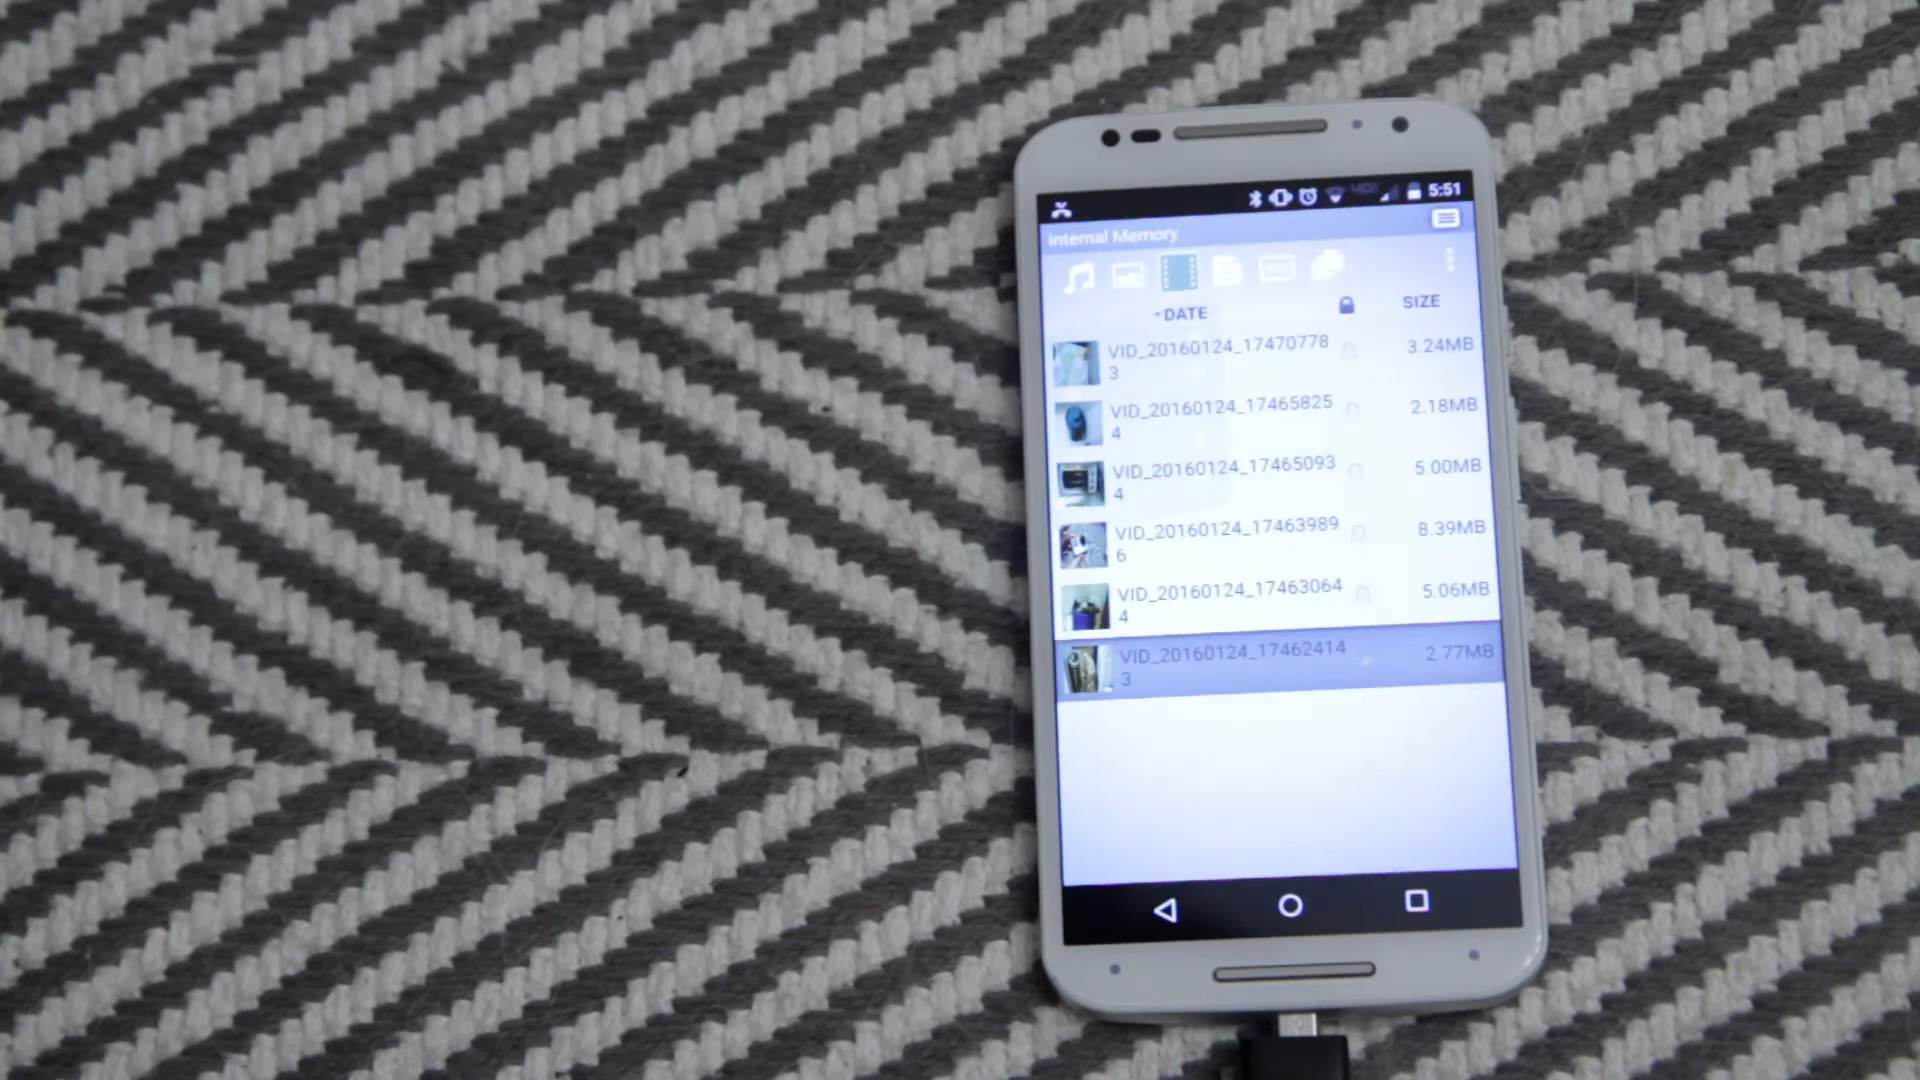 4G 5:51
Internal Memory
-DATE SIZE
VID_20160124_17470778
3
3.24MB
VID_20160124_17465825
4
2.18MB
VID_20160124_17465093
4
5.00MB
VID_20160124_17463989
6
8.39MB
VID_20160124_17463064
4
5.06MB
VID_20160124_17462414
3
2.77MB